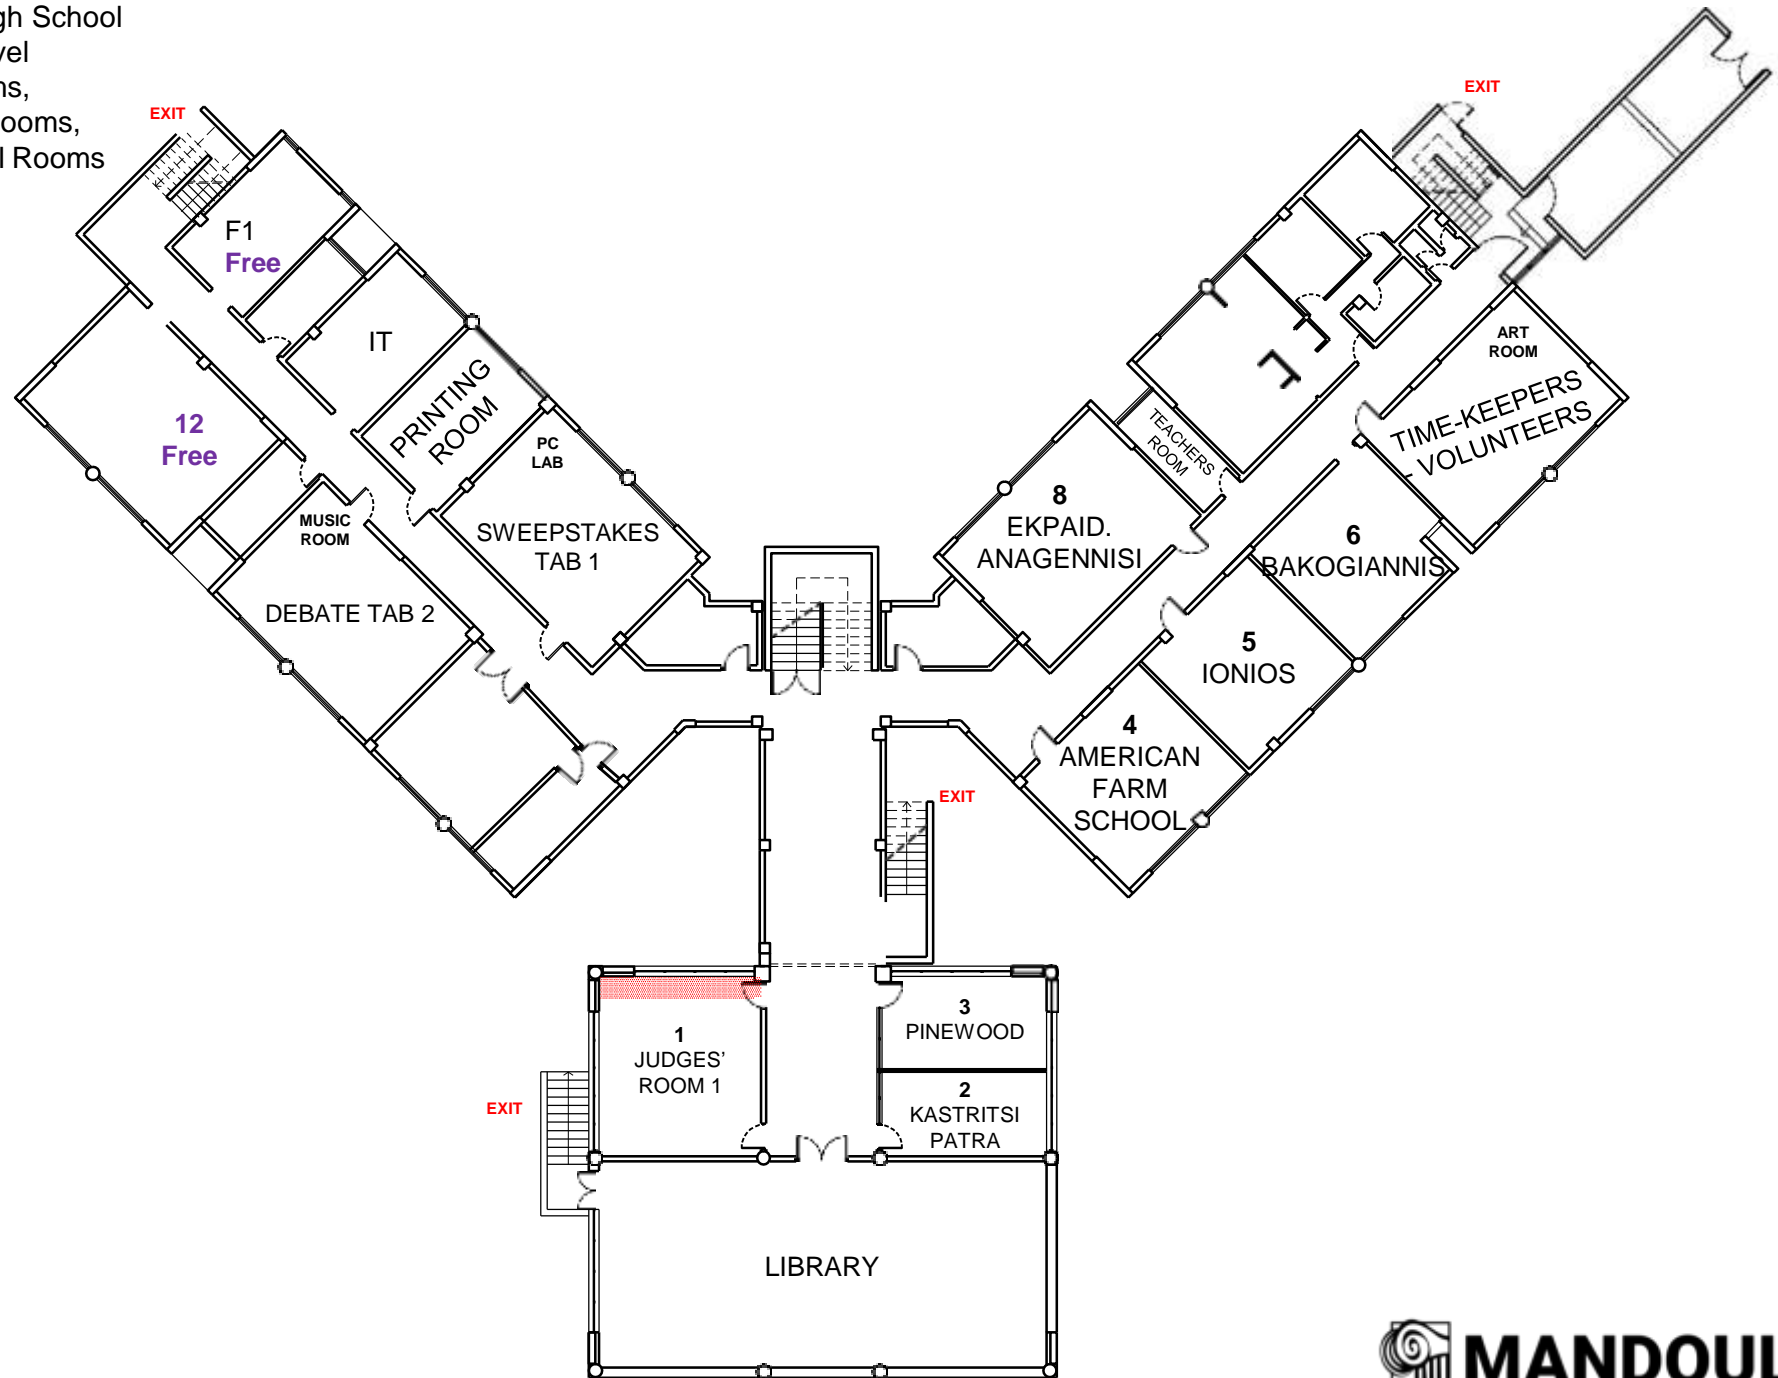 gh School
vel
ns,
ooms,
l Rooms
EXIT
EXIT
F1
Free
IT
PRINTING
ROOM
12
Free
PC
LAB
SWEEPSTAKES
TAB 1
MUSIC
ROOM
DEBATE TAB 2
ART
ROOM
TIME-KEEPERS
VOLUNTEERS
TEACHERS
ROOM
8
EKPAID.
ANAGENNISI
6
BAKOGIANNIS
5
IONIOS
4
AMERICAN
FARM
SCHOOL
EXIT
3
PINEWOOD
1
JUDGES’
ROOM 1
2
KASTRITSI
PATRA
EXIT
LIBRARY
MANDOUL